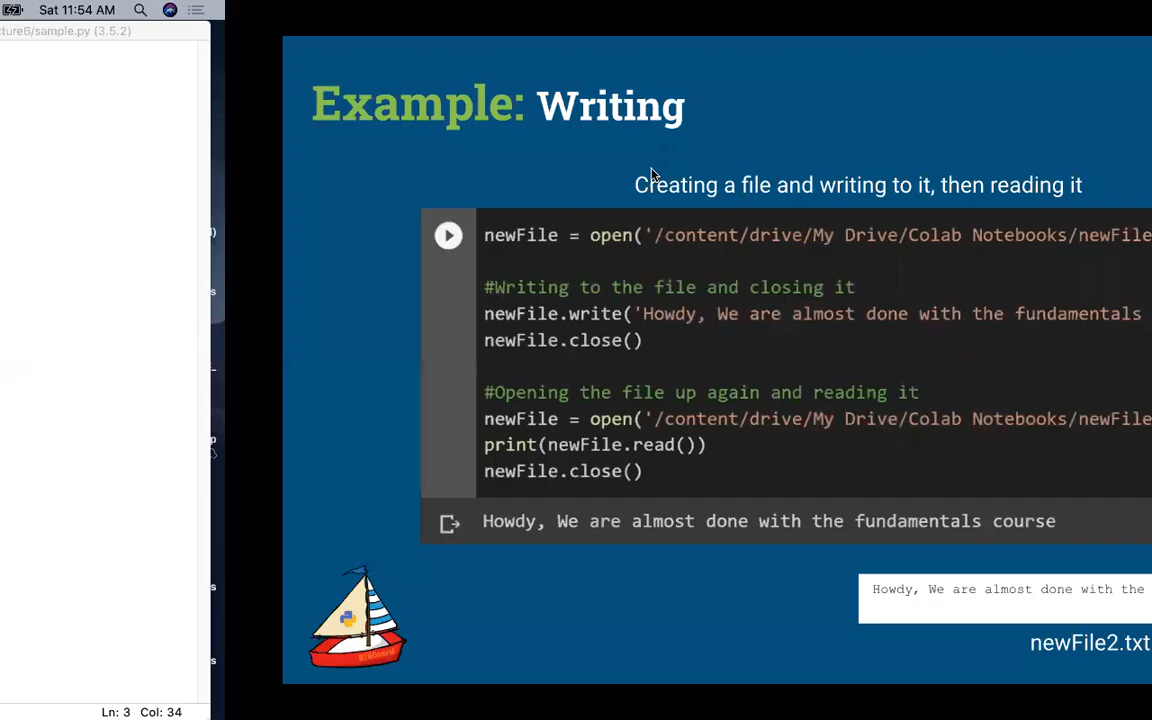 Sat 11:54 AM
cture6/sample.py (3.5.2)
Example: Writing
Creating a file and writing to it, then reading it
newFile = open('/content/drive/My Drive/Colab Notebooks/newFile
#Writing to the file and closing it
newFile.write('Howdy, We are almost done with the fundamentals
newFile.close()
#Opening the file up again and reading it
newFile = open('/content/drive/My Drive/Colab Notebooks/newFile
print(newFile.read())
newFile.close()
Howdy, We are almost done with the fundamentals course
Howdy, We are almost done with the
newFile2.txt
Ln: 3 Col: 34